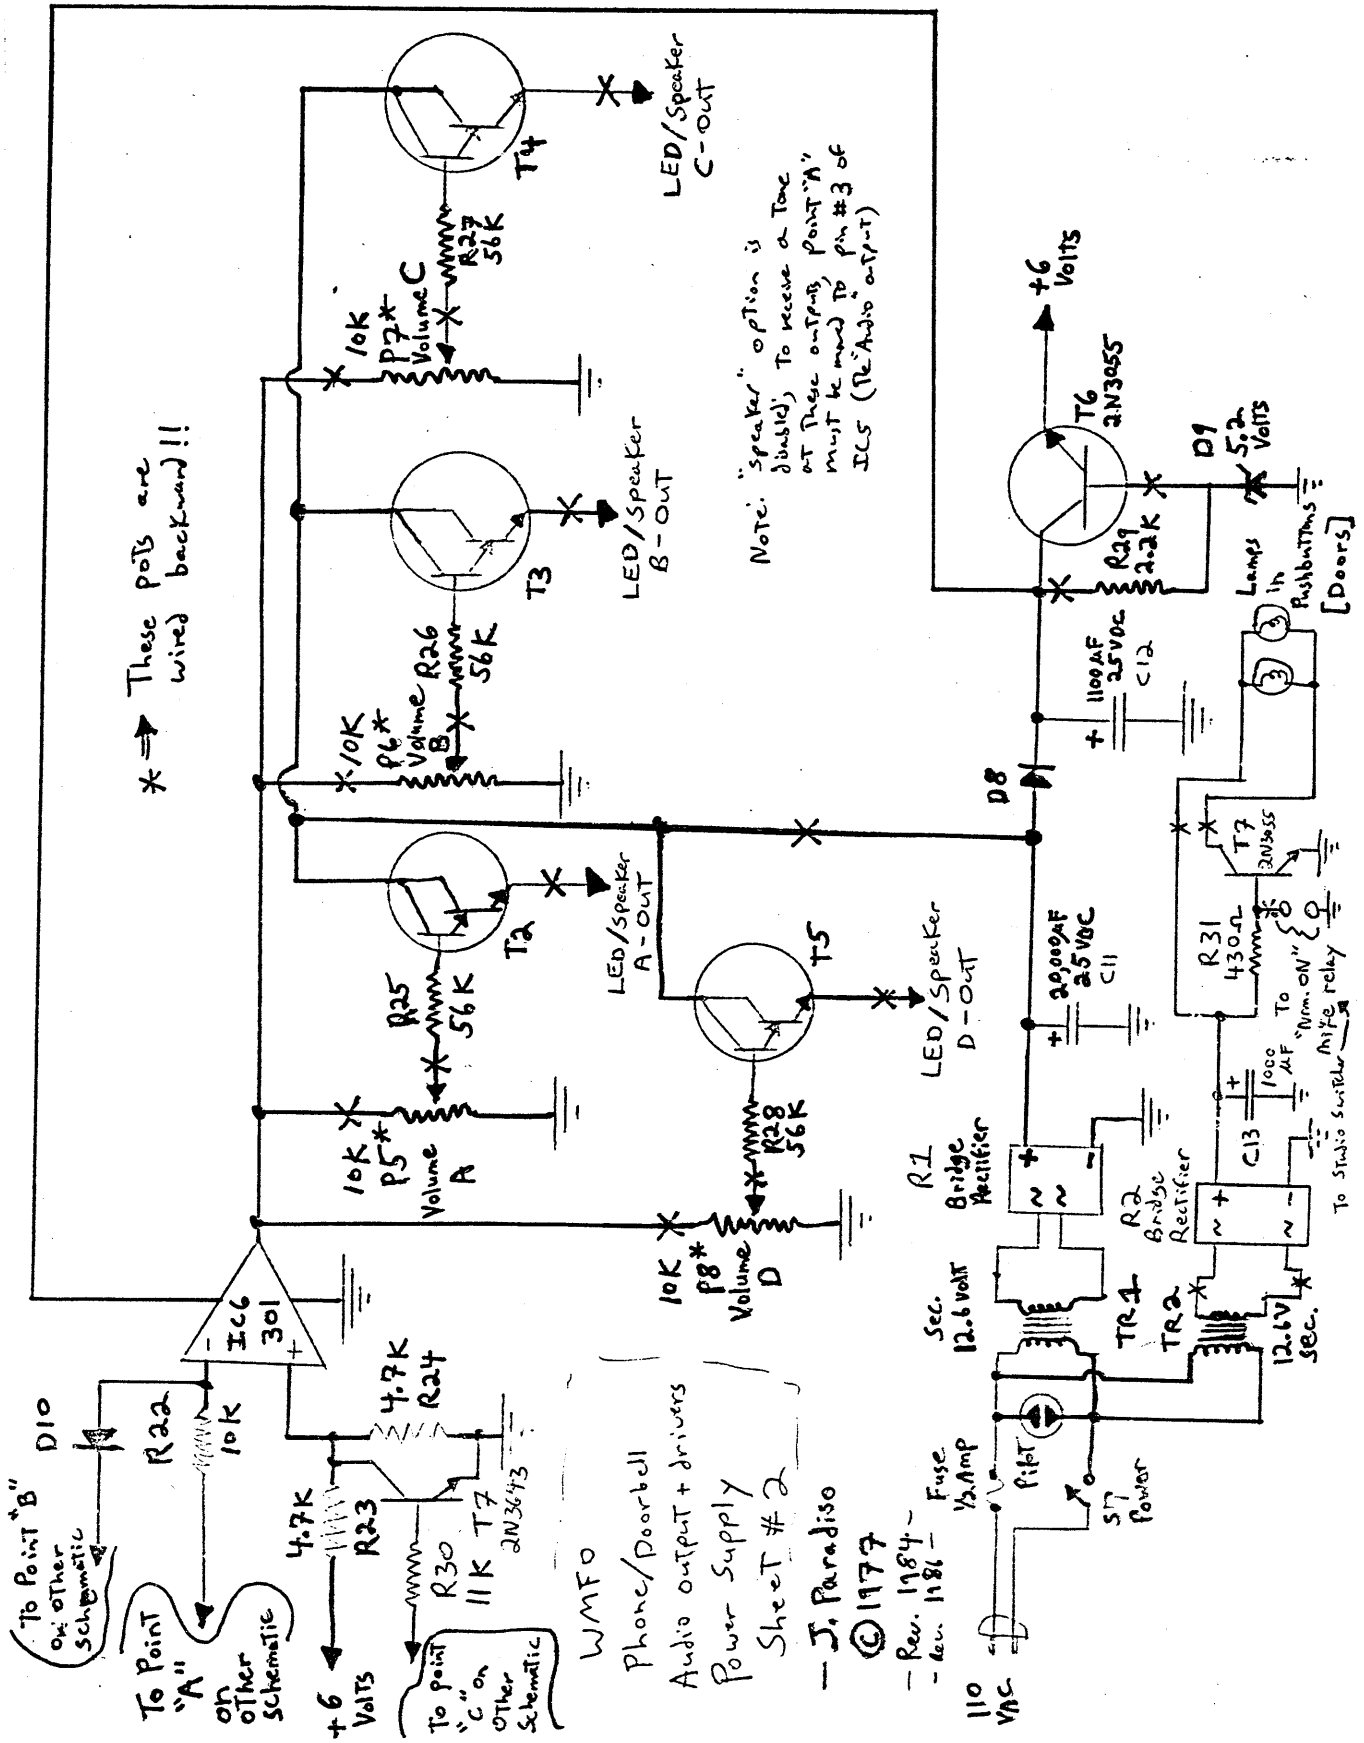 To Point "B"
on other
schematic
D10
To Point
"A"
on
other
schematic
R22
10K
IC6
301
-
+
+6
Volts
4.7K
R23
4.7K
R24
To point
"C" on
other
schematic
R30
11K
T7
2N3643
10K
P5*
Volume
A
R25
56K
T2
LED/Speaker
A-OUT
10K
P6*
Volume
B
R26
56K
T3
LED/Speaker
B-OUT
10K
P7*
Volume C
R27
56K
T4
LED/Speaker
C-OUT
10K
P8*
Volume
D
R28
56K
T5
LED/Speaker
D-OUT
* ⇒ These pots are
wired backward!!
Note: "speaker" option is
disabled; To receive a Tone
at These outputs, point "A"
must be moved To pin #3 of
IC5 (The "Audio" output)
WMFO
Phone/Doorbell
Audio output + drivers
Power Supply
Sheet #2
- J. Paradiso
© 1977
- Rev. 1984 -
- Rev. 1986 -
110
VAC
Fuse
1/2 Amp
Pilot
S7
Power
Sec.
12.6 volt
TR1
TR2
12.6V
Sec.
R1
Bridge
Rectifier
~ +
~ -
R2
Bridge
Rectifier
~ +
~ -
+
20,000µF
25VDC
C11
D8
+
1100µF
25VDC
C12
R29
2.2K
T6
2N3055
+6
Volts
D9
5.2
Volts
C13
+
1000
µF
R31
430Ω
T7
2N3055
To
"Nrm. ON"
mike relay
To Studio Switcher
Lamps
in
Pushbuttons
[Doors]